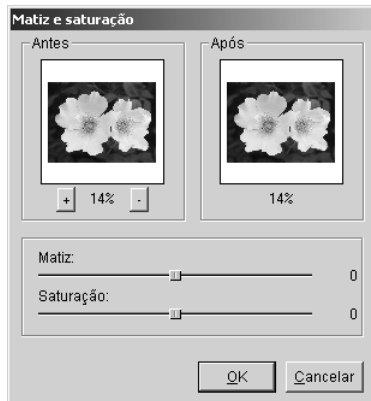 Matiz e saturação
Antes
Após
+ 14% -
14%
Matiz:
0
Saturação:
0
OK
Cancelar